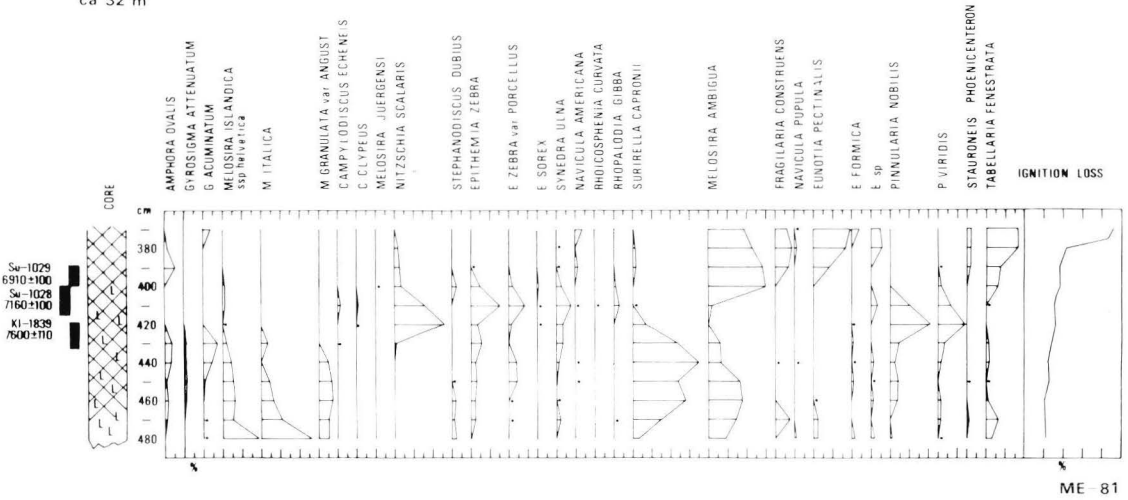 ca 32 m
CORE
cm
AMPHORA OVALIS
GYROSIGMA ATTENUATUM
G ACUMINATUM
MELOSIRA ISLANDICA
ssp helvetica
M ITALICA
M GRANULATA var ANGUST
CAMPYLODISCUS ECHENEIS
C CLYPEUS
MELOSIRA JUERGENSI
NITZSCHIA SCALARIS
STEPHANODISCUS DUBIUS
EPITHEMIA ZEBRA
E ZEBRA var PORCELLUS
E SOREX
SYNEDRA ULNA
NAVICULA AMERICANA
RHOICOSPHENIA CURVATA
RHOPALODIA GIBBA
SURIRELLA CAPRONII
MELOSIRA AMBIGUA
FRAGILARIA CONSTRUENS
NAVICULA PUPULA
EUNOTIA PECTINALIS
E FORMICA
E sp
PINNULARIA NOBILIS
P VIRIDIS
STAURONEIS PHOENICENTERON
TABELLARIA FENESTRATA
IGNITION LOSS
380
400
420
440
460
480
Su-1029
6910±100
Su-1028
7160±100
KI-1839
7600±110
%
%
ME-81